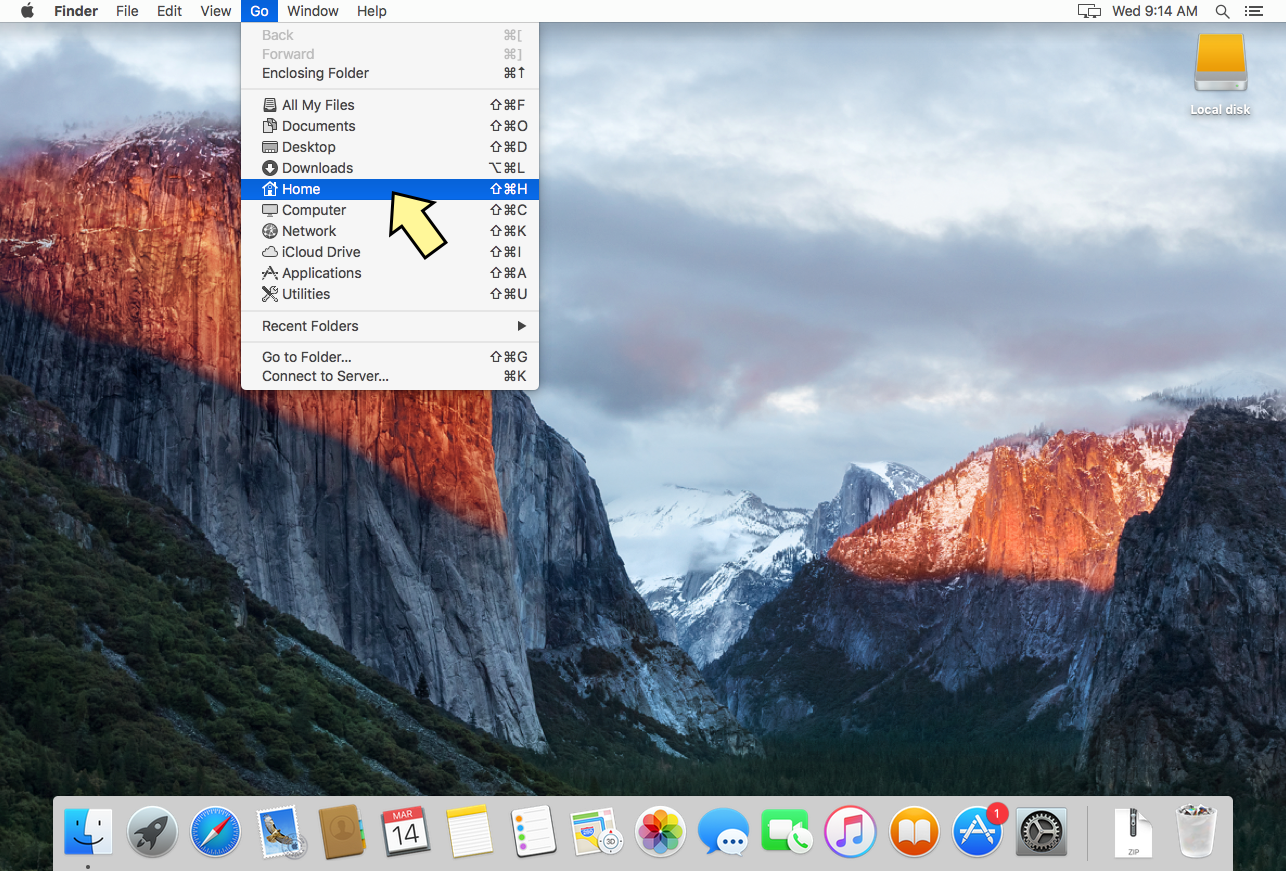 Finder File Edit View Go Window Help Wed 9:14 AM
Back ⌘[
Forward ⌘]
Enclosing Folder ⌘↑
All My Files ⇧⌘F
Documents ⇧⌘O
Desktop ⇧⌘D
Downloads ⌥⌘L
Home ⇧⌘H
Computer ⇧⌘C
Network ⇧⌘K
iCloud Drive ⇧⌘I
Applications ⇧⌘A
Utilities ⇧⌘U
Recent Folders ▶
Go to Folder... ⇧⌘G
Connect to Server... ⌘K
Local disk
MAR
14
3D
1
ZIP